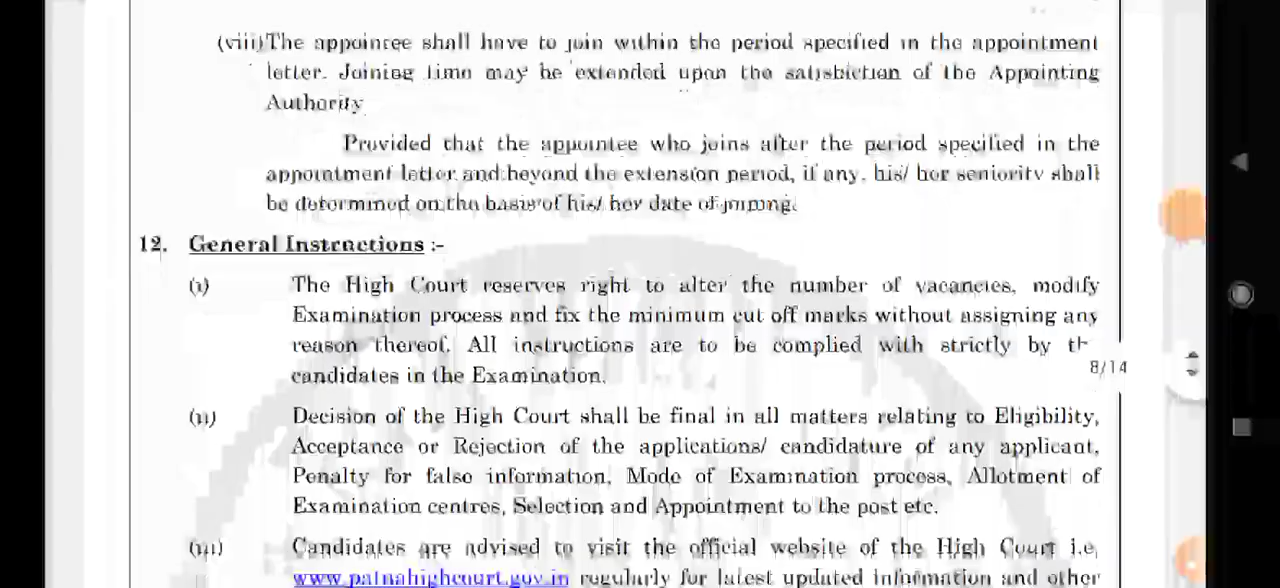 (viii)The appointee shall have to join within the period specified in the appointment
letter. Joining time may be extended upon the satisfaction of the Appointing
Authority
Provided that the appointee who joins after the period specified in the
appointment letter and beyond the extension period, if any, his/ her seniority shall
be determined on the basis of his/ her date of joining.
12. General Instructions :-
(i) The High Court reserves right to alter the number of vacancies, modify
Examination process and fix the minimum cut off marks without assigning any
reason thereof. All instructions are to be complied with strictly by th
8/14
candidates in the Examination.
(ii) Decision of the High Court shall be final in all matters relating to Eligibility,
Acceptance or Rejection of the applications/ candidature of any applicant,
Penalty for false information, Mode of Examination process, Allotment of
Examination centres, Selection and Appointment to the post etc.
(iii) Candidates are advised to visit the official website of the High Court i.e,
www.patnahighcourt.gov.in regularly for latest updated information and other